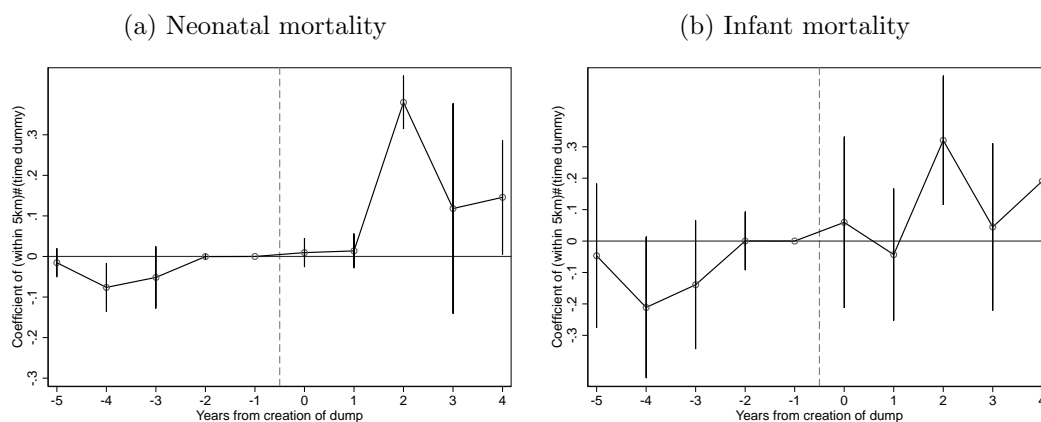 (a) Neonatal mortality
(b) Infant mortality
Coefficient of (within 5km)#(time dummy)
.3
.2
.1
0
-.1
-.2
-.3
-5 -4 -3 -2 -1 0 1 2 3 4
Years from creation of dump
Coefficient of (within 5km)#(time dummy)
.3
.2
.1
0
-.1
-.2
-.3
-5 -4 -3 -2 -1 0 1 2 3 4
Years from creation of dump